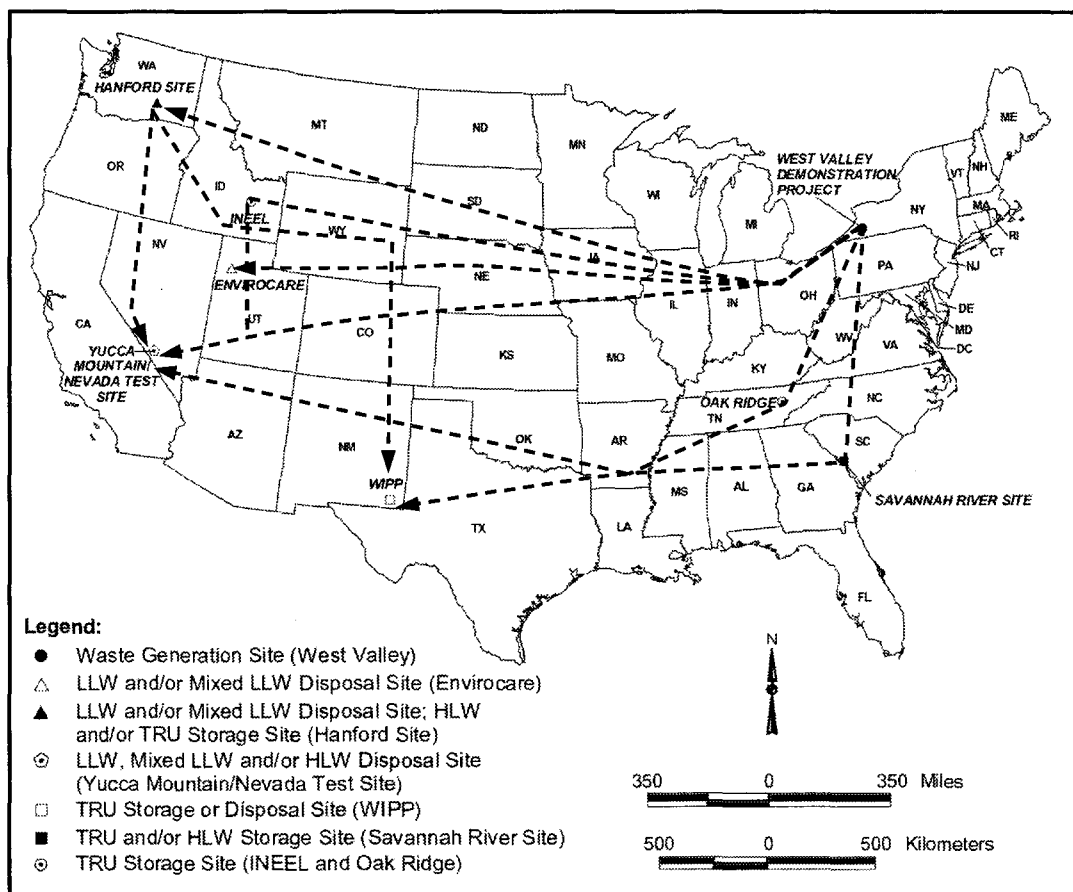 WA
HANFORD SITE
MT
ND
MN
ME
OR
ID
WEST VALLEY
DEMONSTRATION
PROJECT
VT
NH
WI
SD
NY
MA
INEEL
WY
MI
RI
CT
NV
IA
PA
NJ
ENVIROCARE
NE
OH
IL
IN
DE
CA
UT
CO
WV
MD
VA
DC
YUCCA
MOUNTAIN/
NEVADA TEST
SITE
KS
MO
KY
OAK RIDGE
NC
TN
AZ
NM
OK
AR
SC
WIPP
MS
AL
GA
SAVANNAH RIVER SITE
TX
LA
FL
Legend:
Waste Generation Site (West Valley)
LLW and/or Mixed LLW Disposal Site (Envirocare)
LLW and/or Mixed LLW Disposal Site; HLW
and/or TRU Storage Site (Hanford Site)
LLW, Mixed LLW and/or HLW Disposal Site
(Yucca Mountain/Nevada Test Site)
TRU Storage or Disposal Site (WIPP)
TRU and/or HLW Storage Site (Savannah River Site)
TRU Storage Site (INEEL and Oak Ridge)
N
350 0 350 Miles
500 0 500 Kilometers